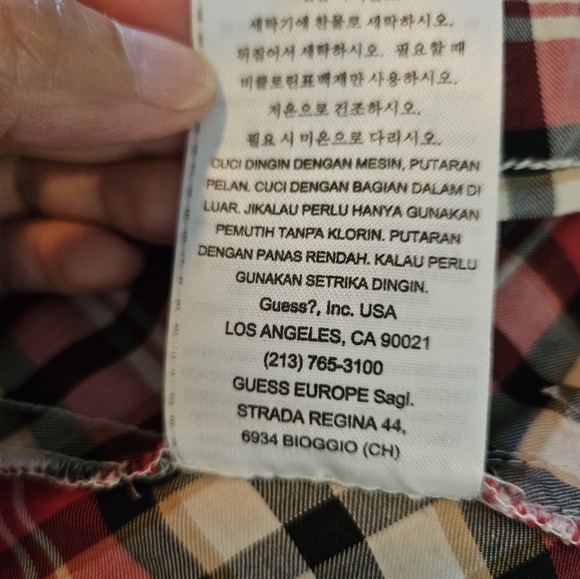 세탁기에 찬물로 세탁하시오.
뒤집어서 세탁하시오. 필요할 때
비클로린표백제만 사용하시오.
저온으로 건조하시오.
필요 시 미온으로 다리시오.
CUCI DINGIN DENGAN MESIN, PUTARAN
PELAN. CUCI DENGAN BAGIAN DALAM DI
LUAR. JIKALAU PERLU HANYA GUNAKAN
PEMUTIH TANPA KLORIN. PUTARAN
DENGAN PANAS RENDAH. KALAU PERLU
GUNAKAN SETRIKA DINGIN.
Guess?, Inc. USA
LOS ANGELES, CA 90021
(213) 765-3100
GUESS EUROPE Sagl.
STRADA REGINA 44,
6934 BIOGGIO (CH)